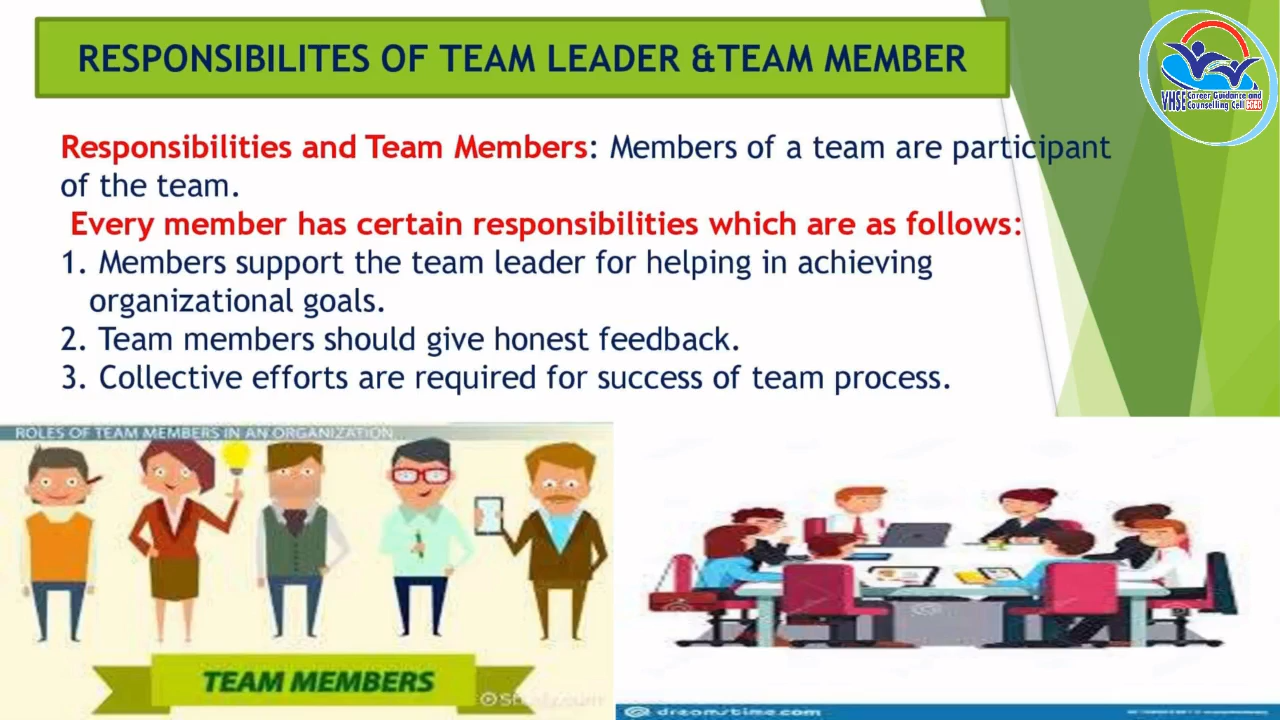 RESPONSIBILITES OF TEAM LEADER &TEAM MEMBER
VHSE Career Guidance and
Counselling Cell CGCC
Responsibilities and Team Members: Members of a team are participant
of the team.
Every member has certain responsibilities which are as follows:
1. Members support the team leader for helping in achieving
organizational goals.
2. Team members should give honest feedback.
3. Collective efforts are required for success of team process.
ROLES OF TEAM MEMBERS IN AN ORGANIZATION
TEAM MEMBERS
Study.com
dreamstime.com